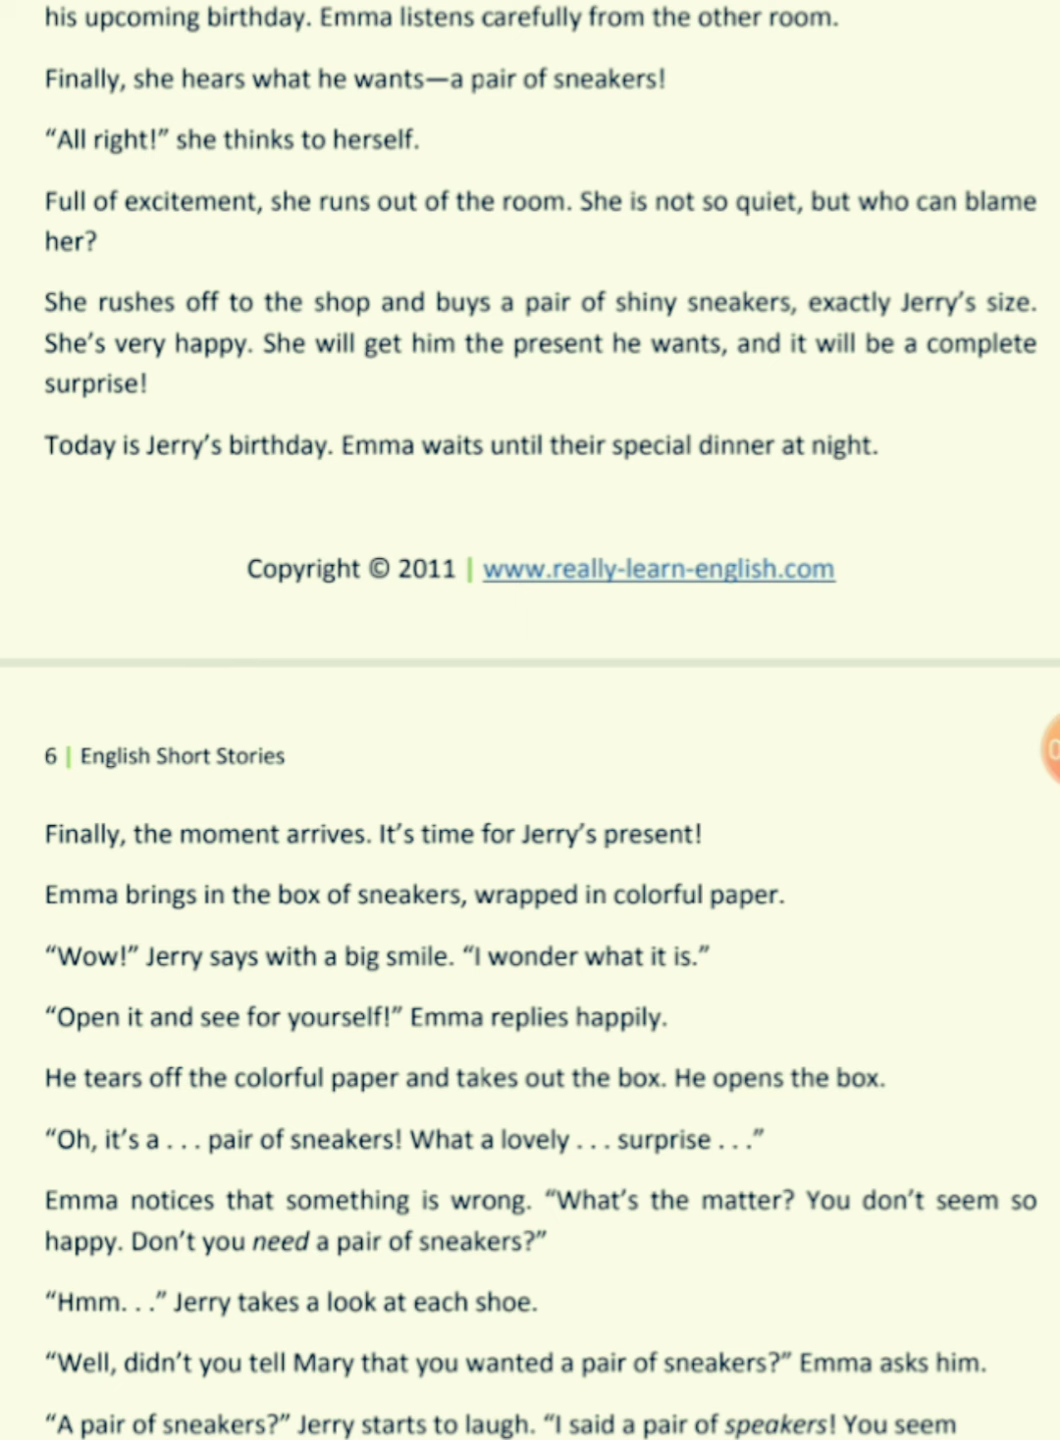 his upcoming birthday. Emma listens carefully from the other room.
Finally, she hears what he wants—a pair of sneakers!
“All right!” she thinks to herself.
Full of excitement, she runs out of the room. She is not so quiet, but who can blame
her?
She rushes off to the shop and buys a pair of shiny sneakers, exactly Jerry’s size.
She’s very happy. She will get him the present he wants, and it will be a complete
surprise!
Today is Jerry’s birthday. Emma waits until their special dinner at night.
Copyright © 2011 | www.really-learn-english.com
6 | English Short Stories
Finally, the moment arrives. It’s time for Jerry’s present!
Emma brings in the box of sneakers, wrapped in colorful paper.
“Wow!” Jerry says with a big smile. “I wonder what it is.”
“Open it and see for yourself!” Emma replies happily.
He tears off the colorful paper and takes out the box. He opens the box.
“Oh, it’s a . . . pair of sneakers! What a lovely . . . surprise . . .”
Emma notices that something is wrong. “What’s the matter? You don’t seem so
happy. Don’t you need a pair of sneakers?”
“Hmm. . .” Jerry takes a look at each shoe.
“Well, didn’t you tell Mary that you wanted a pair of sneakers?” Emma asks him.
“A pair of sneakers?” Jerry starts to laugh. “I said a pair of speakers! You seem